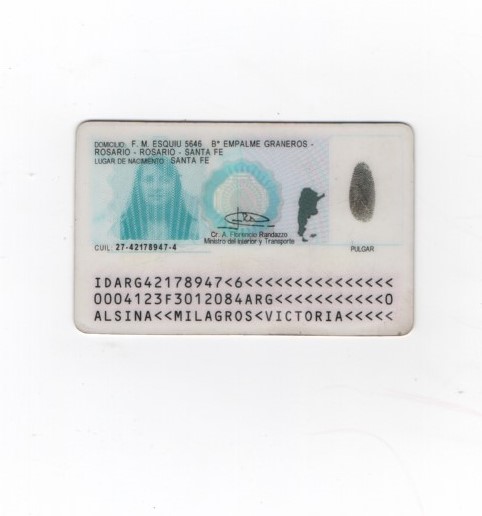 DOMICILIO: F. M. ESQUIU 5646 Bº EMPALME GRANEROS -
ROSARIO - ROSARIO - SANTA FE
LUGAR DE NACIMIENTO: SANTA FE
Cr. A. Florencio Randazzo
Ministro del Interior y Transporte
CUIL: 27-42178947-4
PULGAR
IDARG42178947<6<<<<<<<<<<<<<<<
0004123F3012084ARG<<<<<<<<<<<0
ALSINA<<MILAGROS<VICTORIA<<<<<